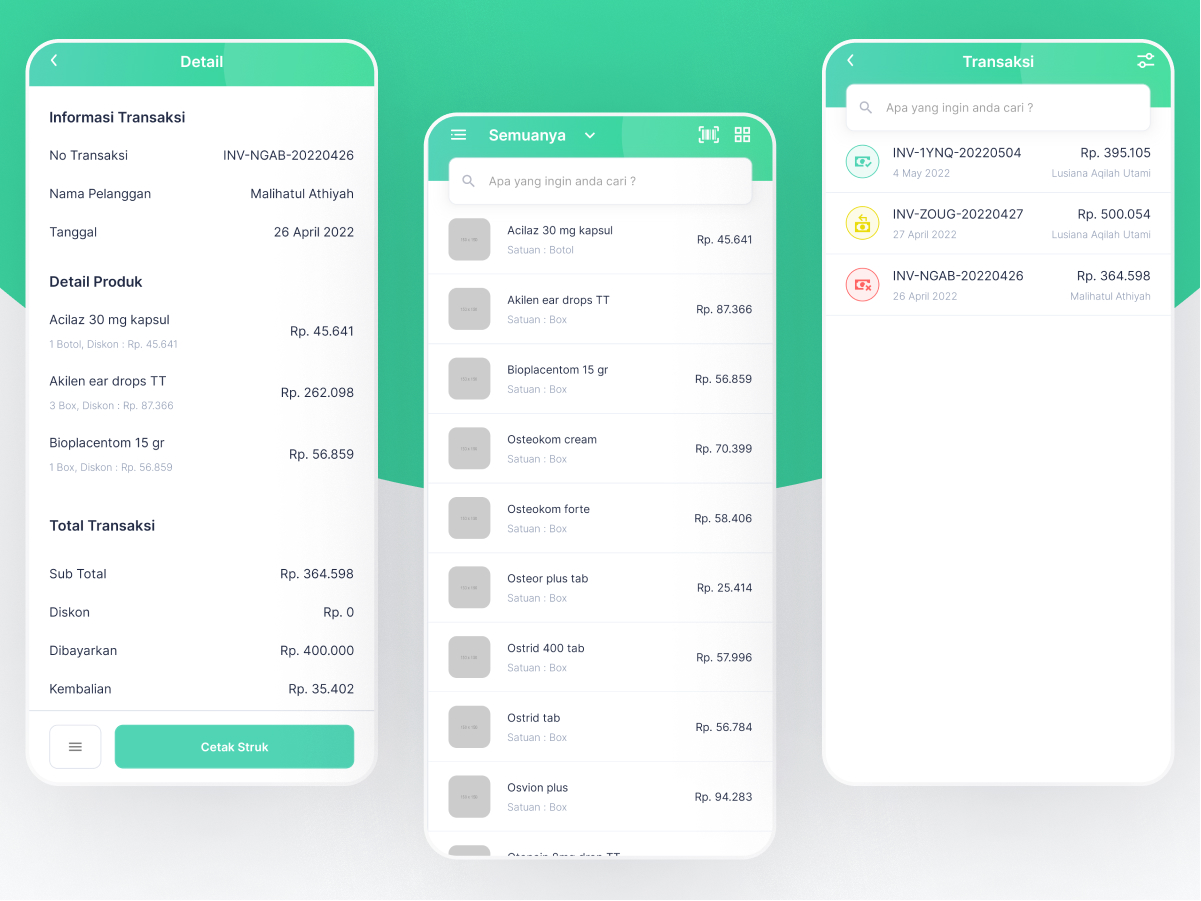 Detail
Informasi Transaksi
No Transaksi INV-NGAB-20220426
Nama Pelanggan Malihatul Athiyah
Tanggal 26 April 2022
Detail Produk
Acilaz 30 mg kapsul Rp. 45.641
1 Botol, Diskon : Rp. 45.641
Akilen ear drops TT Rp. 262.098
3 Box, Diskon : Rp. 87.366
Bioplacentom 15 gr Rp. 56.859
1 Box, Diskon : Rp. 56.859
Total Transaksi
Sub Total Rp. 364.598
Diskon Rp. 0
Dibayarkan Rp. 400.000
Kembalian Rp. 35.402
Cetak Struk
Semuanya
Apa yang ingin anda cari ?
Acilaz 30 mg kapsul Rp. 45.641
Satuan : Botol
Akilen ear drops TT Rp. 87.366
Satuan : Box
Bioplacentom 15 gr Rp. 56.859
Satuan : Box
Osteokom cream Rp. 70.399
Satuan : Box
Osteokom forte Rp. 58.406
Satuan : Box
Osteor plus tab Rp. 25.414
Satuan : Box
Ostrid 400 tab Rp. 57.996
Satuan : Box
Ostrid tab Rp. 56.784
Satuan : Box
Osvion plus Rp. 94.283
Satuan : Box
Transaksi
Apa yang ingin anda cari ?
INV-1YNQ-20220504 Rp. 395.105
4 May 2022 Lusiana Aqilah Utami
INV-ZOUG-20220427 Rp. 500.054
27 April 2022 Lusiana Aqilah Utami
INV-NGAB-20220426 Rp. 364.598
26 April 2022 Malihatul Athiyah